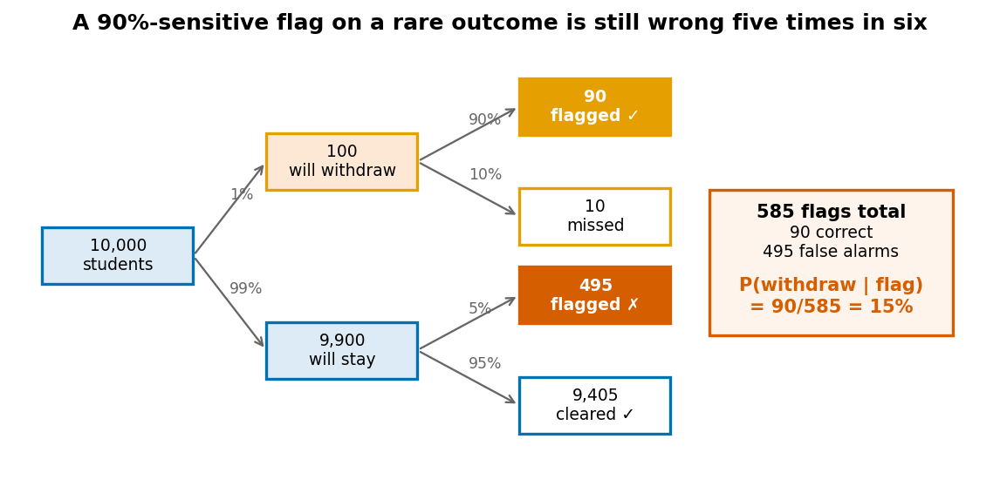 A 90%-sensitive flag on a rare outcome is still wrong five times in six
10,000
students
1%
99%
100
will withdraw
9,900
will stay
90%
10%
5%
95%
90
flagged ✓
10
missed
495
flagged ✗
9,405
cleared ✓
585 flags total
90 correct
495 false alarms
P(withdraw | flag)
= 90/585 = 15%